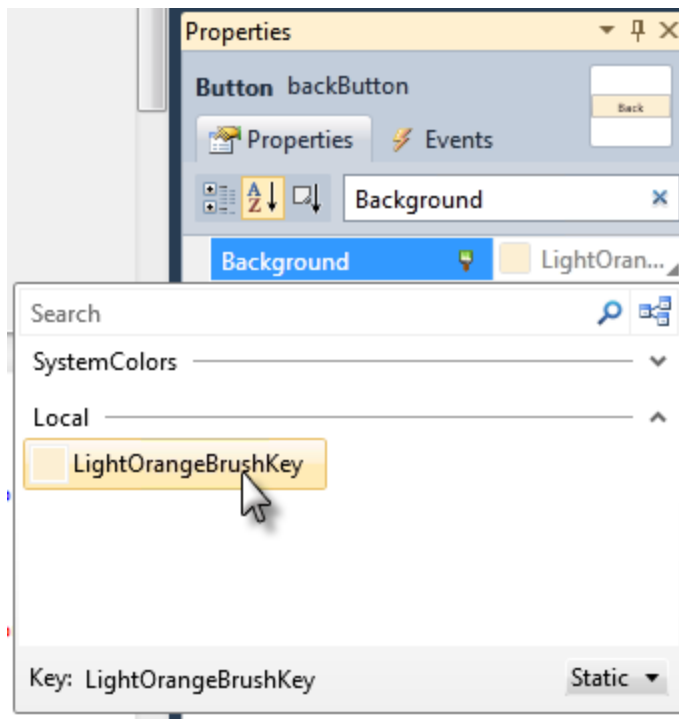 Properties
Button backButton
Back
Properties Events
Background
Background LightOran...
Search
SystemColors
Local
LightOrangeBrushKey
Key: LightOrangeBrushKey Static